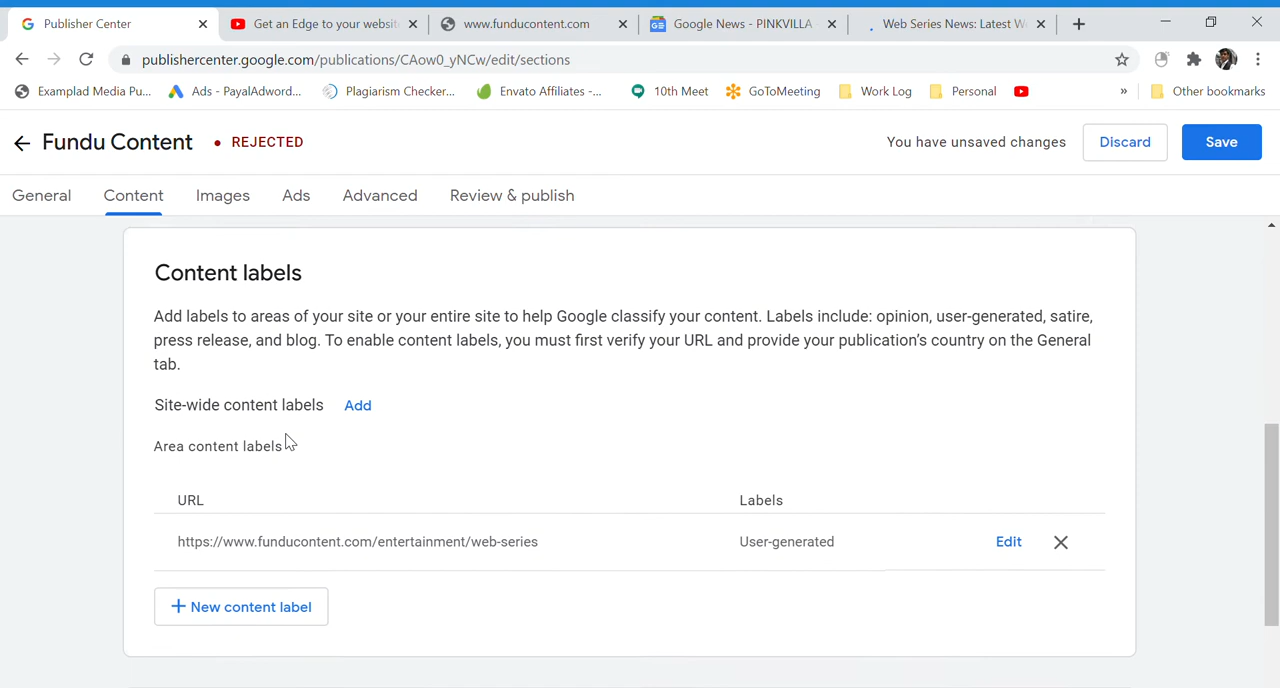 Publisher Center
Get an Edge to your websit
www.funducontent.com
Google News - PINKVILLA
Web Series News: Latest W
publishercenter.google.com/publications/CAow0_yNCw/edit/sections
Examplad Media Pu...
Ads - PayalAdword...
Plagiarism Checker...
Envato Affiliates -...
10th Meet
GoToMeeting
Work Log
Personal
»
Other bookmarks
Fundu Content
• REJECTED
You have unsaved changes
Discard
Save
General
Content
Images
Ads
Advanced
Review & publish
Content labels
Add labels to areas of your site or your entire site to help Google classify your content. Labels include: opinion, user-generated, satire,
press release, and blog. To enable content labels, you must first verify your URL and provide your publication's country on the General
tab.
Site-wide content labels Add
Area content labels
URL Labels
https://www.funducontent.com/entertainment/web-series User-generated Edit
+ New content label